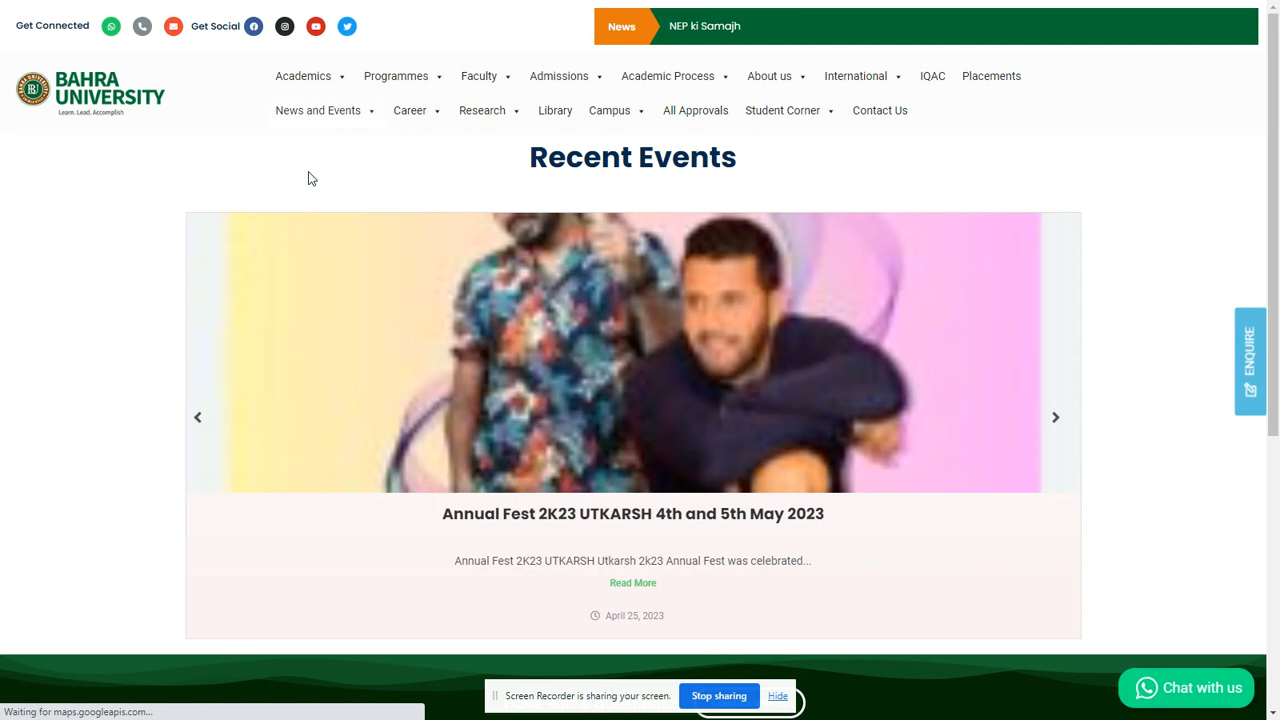 Get Connected Get Social News NEP ki Samajh
BAHRA
UNIVERSITY
Learn. Lead. Accomplish
Academics Programmes Faculty Admissions Academic Process About us International IQAC Placements
News and Events Career Research Library Campus All Approvals Student Corner Contact Us
Recent Events
ENQUIRE
Annual Fest 2K23 UTKARSH 4th and 5th May 2023
Annual Fest 2K23 UTKARSH Utkarsh 2k23 Annual Fest was celebrated...
Read More
April 25, 2023
Screen Recorder is sharing your screen. Stop sharing Hide
Chat with us
Waiting for maps.googleapis.com...